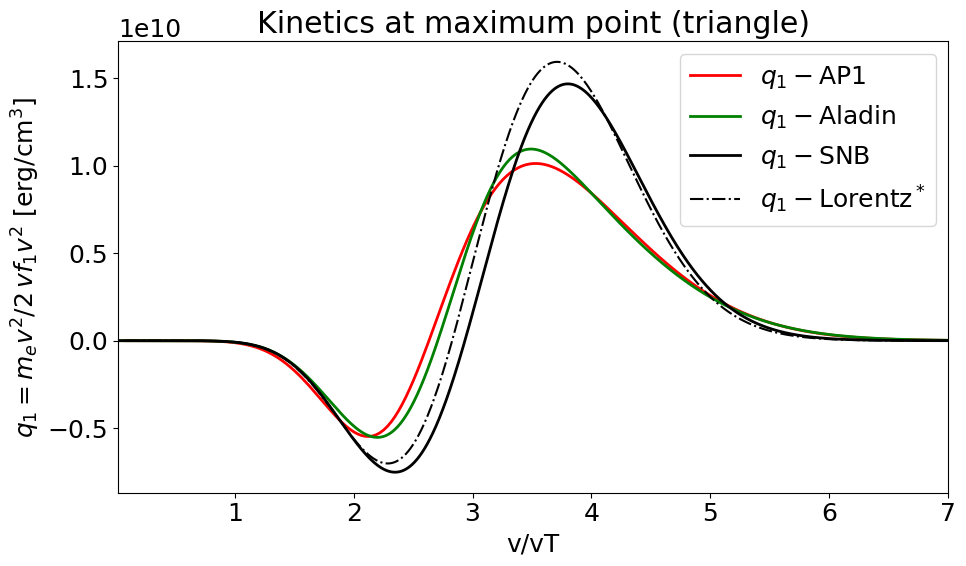 Kinetics at maximum point (triangle)
1e10
q₁ = mₑv²/2 vf₁v² [erg/cm³]
1.5
1.0
0.5
0.0
−0.5
q₁ − AP1
q₁ − Aladin
q₁ − SNB
q₁ − Lorentz*
1 2 3 4 5 6 7
v/vT